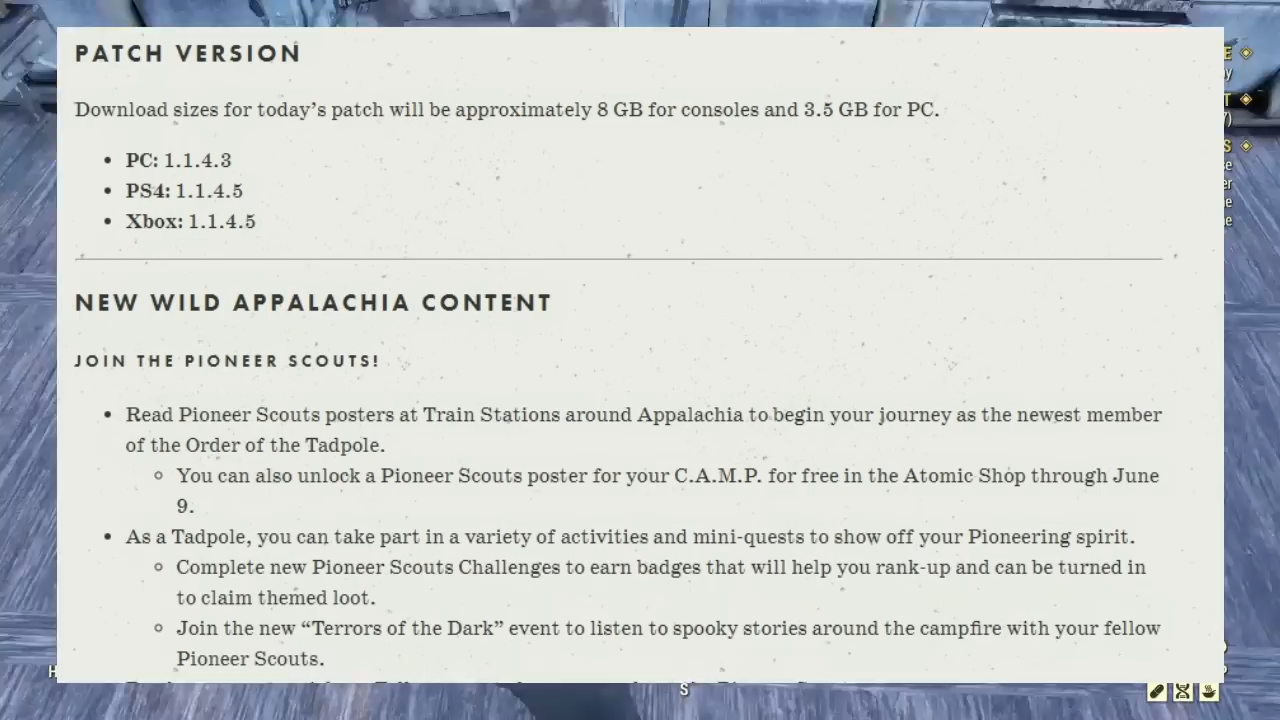 PATCH VERSION
Download sizes for today's patch will be approximately 8 GB for consoles and 3.5 GB for PC.
• PC: 1.1.4.3
• PS4: 1.1.4.5
• Xbox: 1.1.4.5
NEW WILD APPALACHIA CONTENT
JOIN THE PIONEER SCOUTS!
• Read Pioneer Scouts posters at Train Stations around Appalachia to begin your journey as the newest member
of the Order of the Tadpole.
◦ You can also unlock a Pioneer Scouts poster for your C.A.M.P. for free in the Atomic Shop through June
9.
• As a Tadpole, you can take part in a variety of activities and mini-quests to show off your Pioneering spirit.
◦ Complete new Pioneer Scouts Challenges to earn badges that will help you rank-up and can be turned in
to claim themed loot.
◦ Join the new “Terrors of the Dark” event to listen to spooky stories around the campfire with your fellow
Pioneer Scouts.